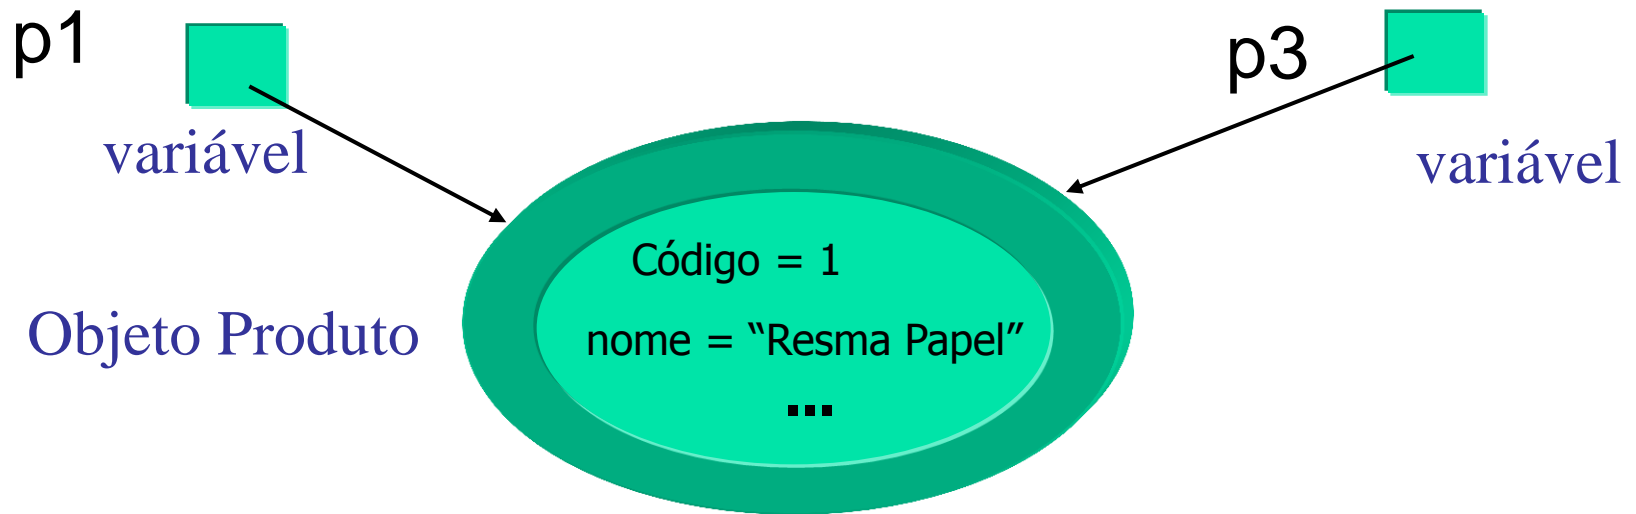 p1
p3
variável
variável
Código = 1
Objeto Produto
nome = “Resma Papel”
...